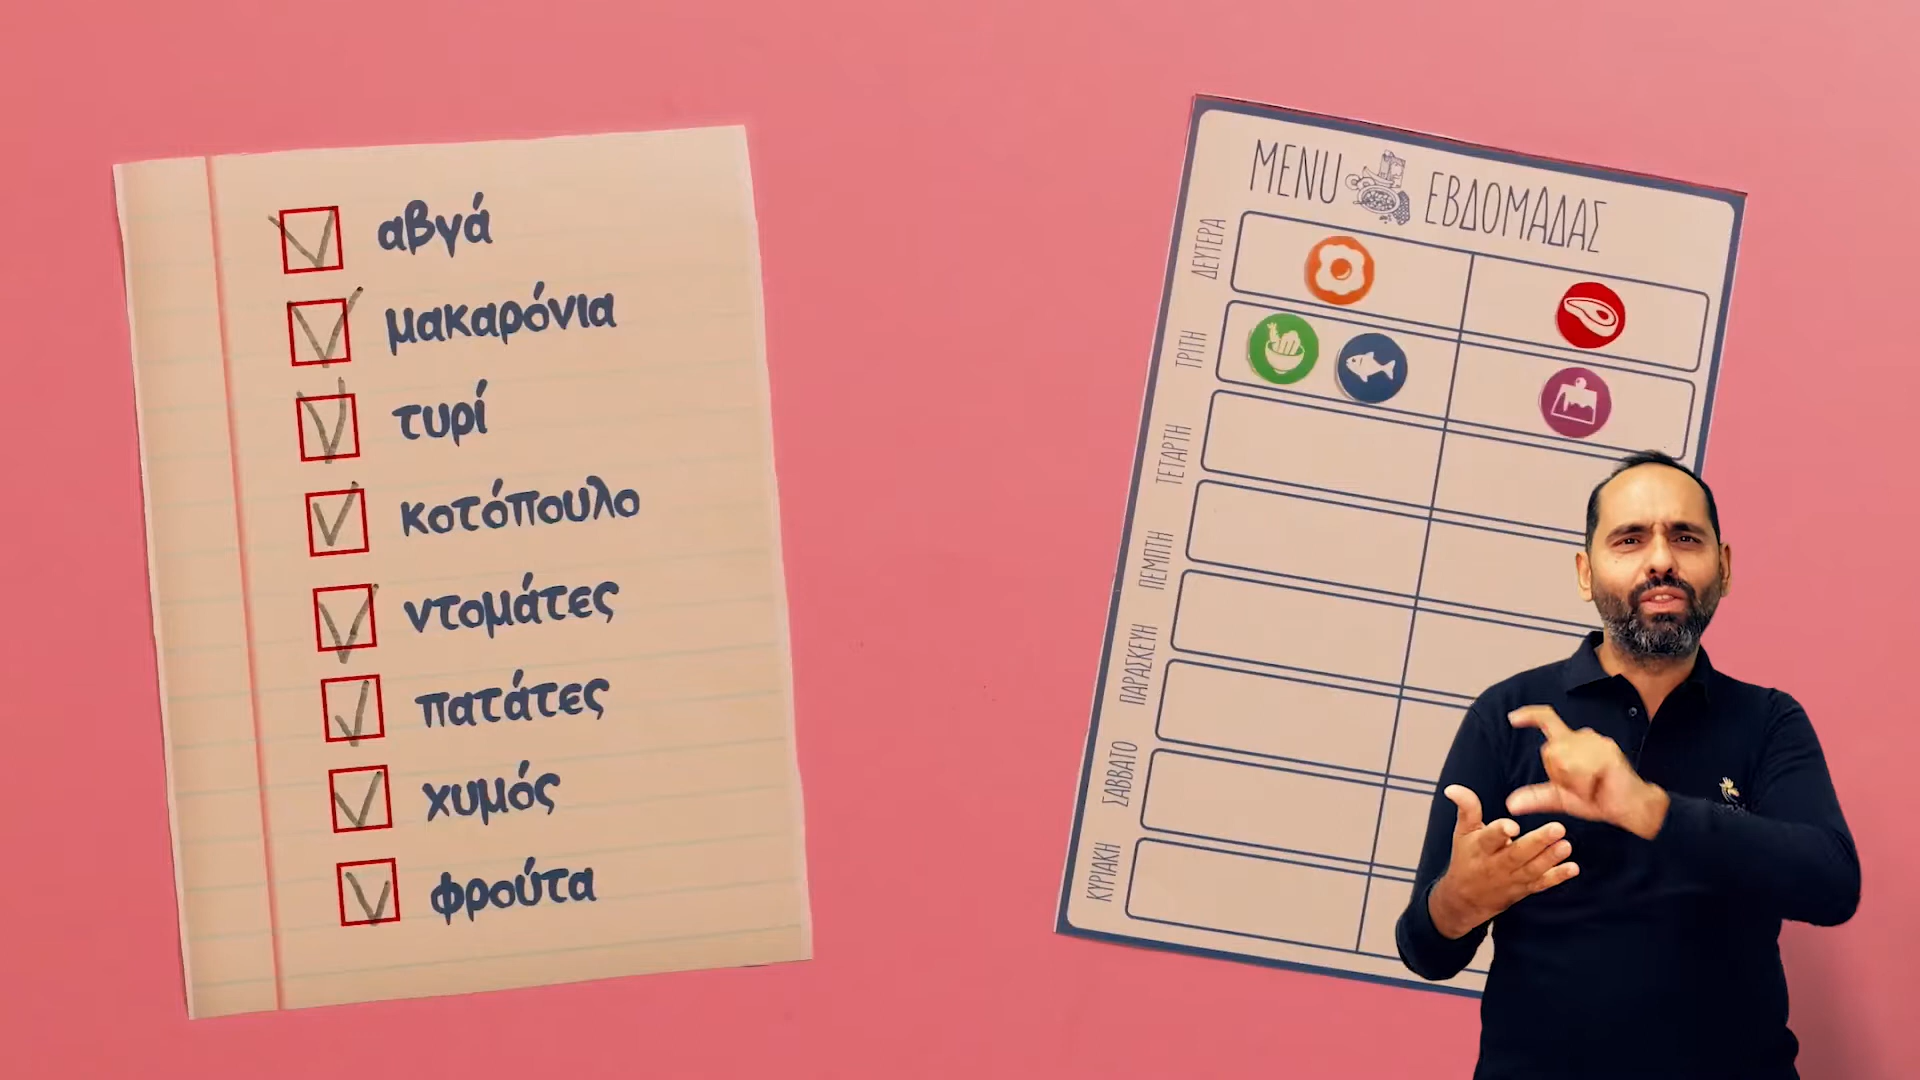 αβγά
μακαρόνια
τυρί
κοτόπουλο
ντομάτες
πατάτες
χυμός
φρούτα
MENU ΕΒΔΟΜΑΔΑΣ
ΔΕΥΤΕΡΑ
ΤΡΙΤΗ
ΤΕΤΑΡΤΗ
ΠΕΜΠΤΗ
ΠΑΡΑΣΚΕΥΗ
ΣΑΒΒΑΤΟ
ΚΥΡΙΑΚΗ